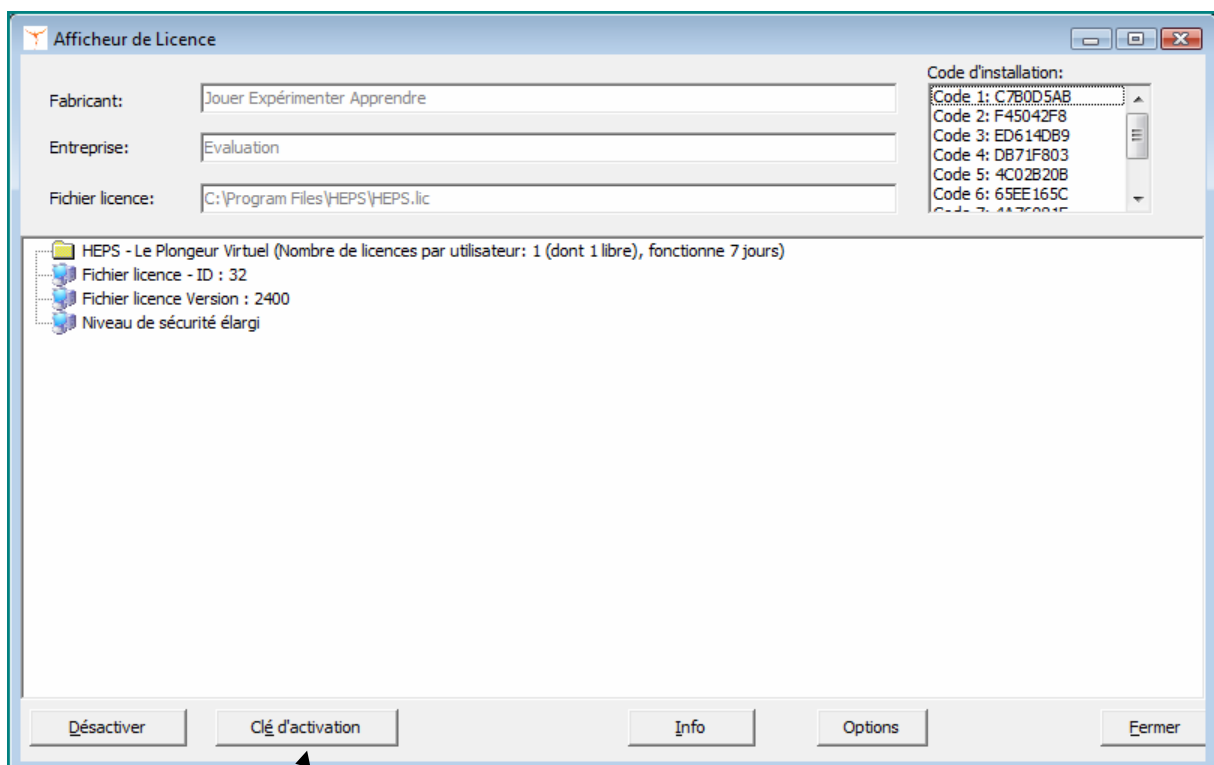 Afficheur de Licence
Fabricant:
Jouer Expérimenter Apprendre
Entreprise:
Evaluation
Fichier licence:
C:\Program Files\HEPS\HEPS.lic
Code d'installation:
Code 1: C7B0D5AB
Code 2: F45042F8
Code 3: ED614DB9
Code 4: DB71F803
Code 5: 4C02B20B
Code 6: 65EE165C
HEPS - Le Plongeur Virtuel (Nombre de licences par utilisateur: 1 (dont 1 libre), fonctionne 7 jours)
Fichier licence - ID : 32
Fichier licence Version : 2400
Niveau de sécurité élargi
Désactiver
Clé d'activation
Info
Options
Fermer